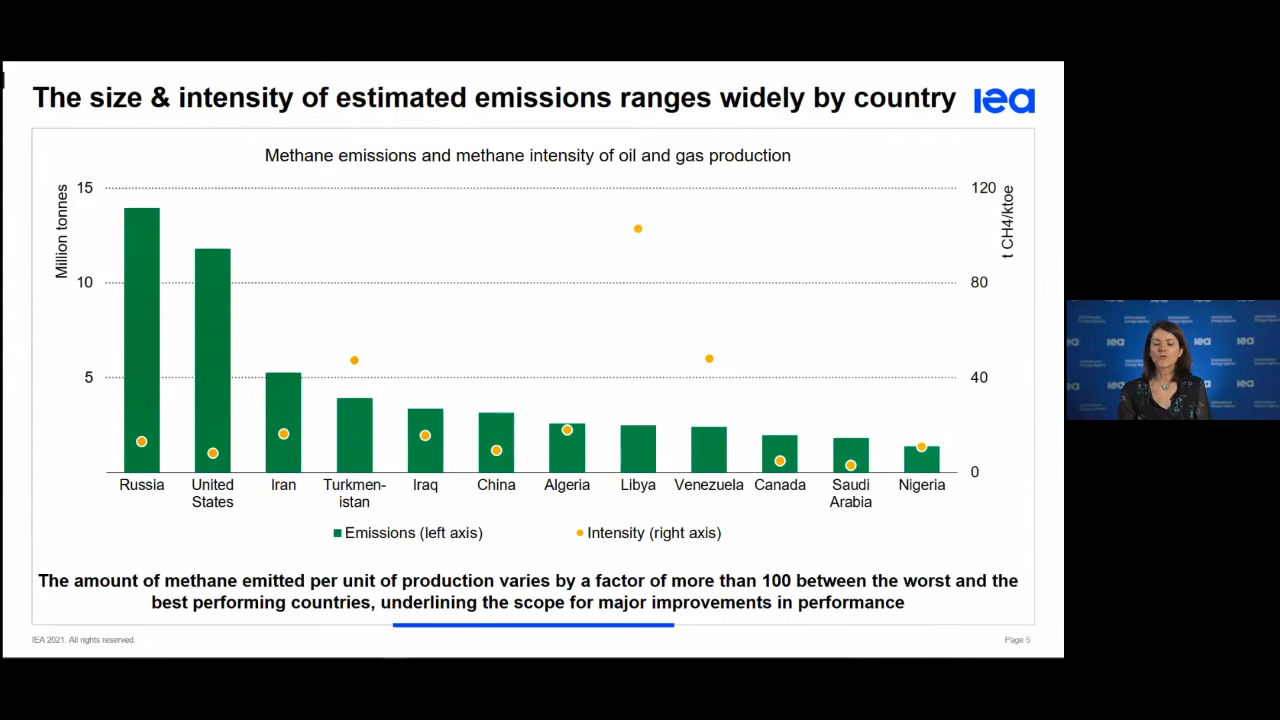 The size & intensity of estimated emissions ranges widely by country
iea
Methane emissions and methane intensity of oil and gas production
Million tonnes
15
10
5
120
80
40
0
t CH4/ktoe
Russia
United
States
Iran
Turkmen-
istan
Iraq
China
Algeria
Libya
Venezuela
Canada
Saudi
Arabia
Nigeria
Emissions (left axis)
Intensity (right axis)
The amount of methane emitted per unit of production varies by a factor of more than 100 between the worst and the
best performing countries, underlining the scope for major improvements in performance
IEA 2021. All rights reserved.
Page 5
iea
iea
iea
iea